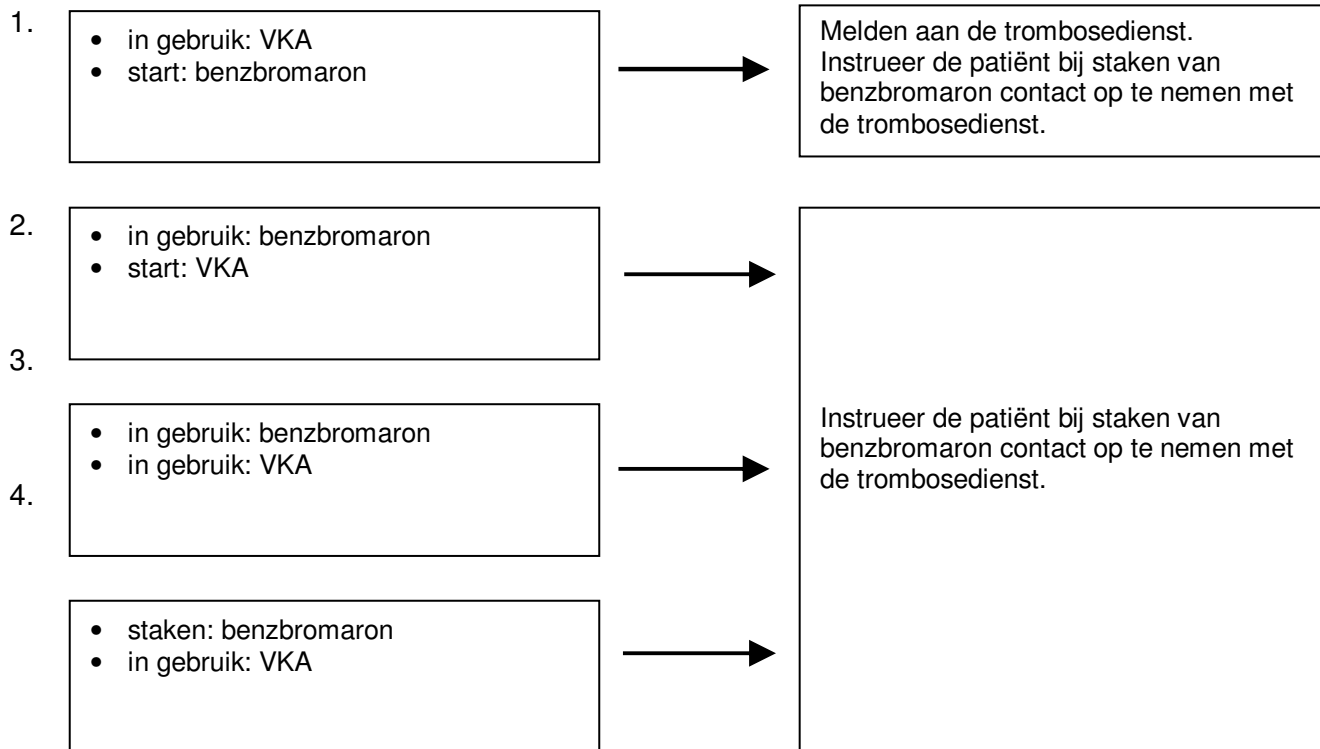 1.
• in gebruik: VKA
• start: benzbromaron
Melden aan de trombosedienst.
Instrueer de patiënt bij staken van
benzbromaron contact op te nemen met
de trombosedienst.
2.
• in gebruik: benzbromaron
• start: VKA
3.
• in gebruik: benzbromaron
• in gebruik: VKA
4.
• staken: benzbromaron
• in gebruik: VKA
Instrueer de patiënt bij staken van
benzbromaron contact op te nemen met
de trombosedienst.